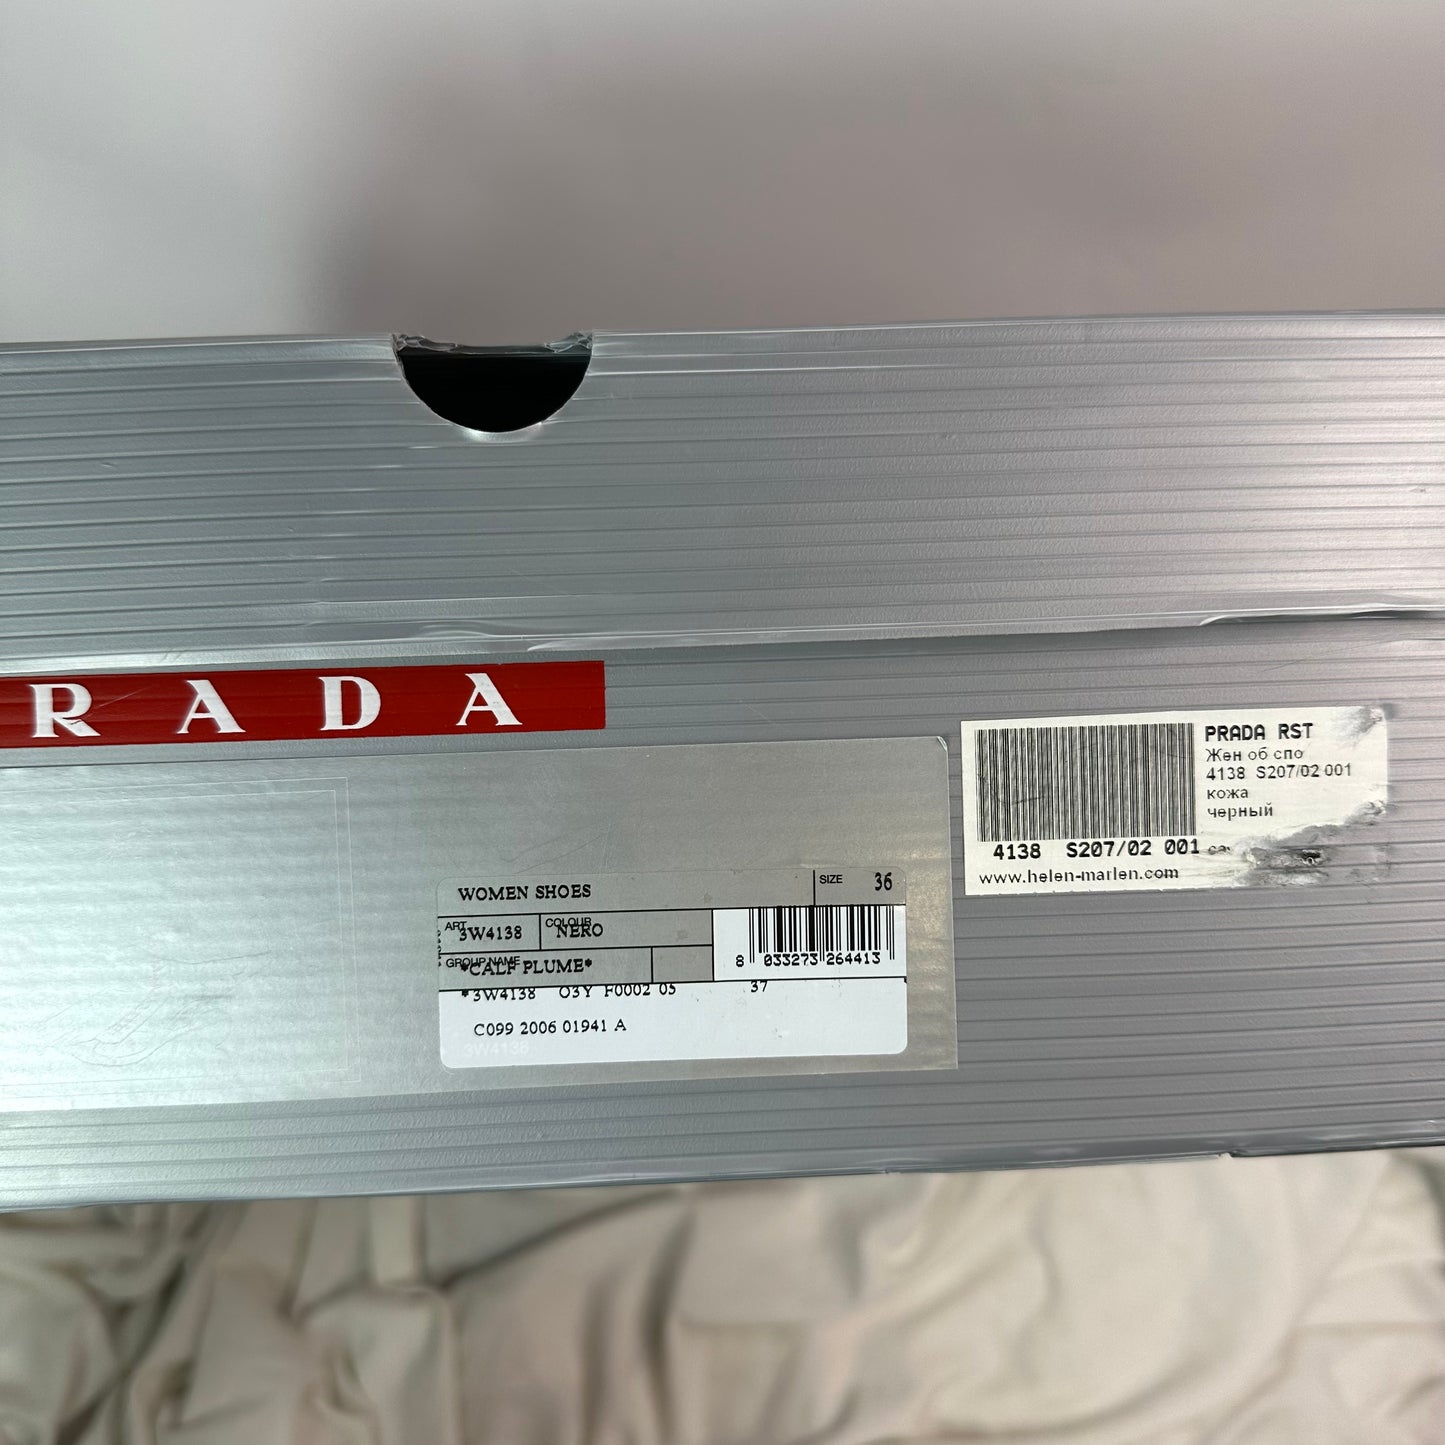 RADA
PRADA RST
Жен об спо
4138 S207/02 001
кожа
черный
4138 S207/02 001
www.helen-marlen.com
WOMEN SHOES
SIZE 36
ART. 3W4138 COLOUR NERO
GROUP NAME *CALF PLUME*
8 033273 264413
*3W4138 O3Y F0002 05 37
C099 2006 01941 A
3W4138